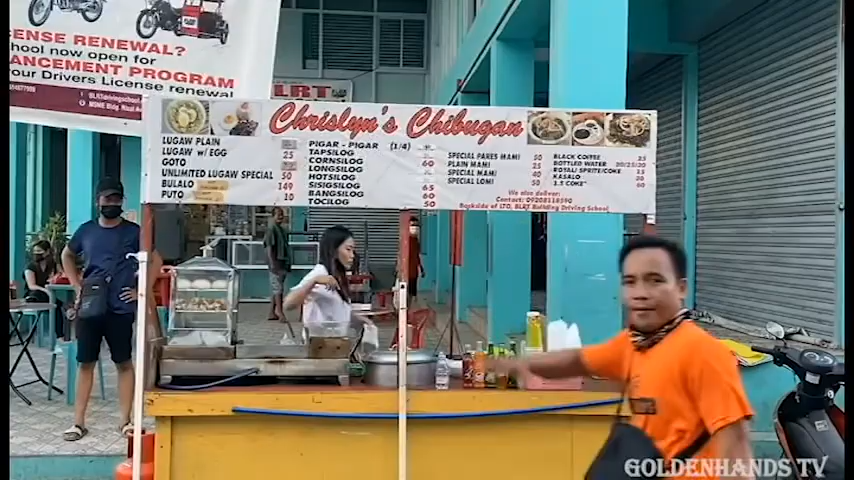 ENSE RENEWAL?
hool now open for
ANCEMENT PROGRAM
our Drivers License renewal.
BLRT
Chrislyn's Chibugan
LUGAW PLAIN
LUGAW w/EGG 25
GOTO 35
UNLIMITED LUGAW SPECIAL 50
BULALO 149
PUTO 10
PIGAR - PIGAR (1/4)
TAPSILOG
CORNSILOG
LONGSILOG
HOTSILOG
SISIGSILOG
BANGSILOG 65
TOCILOG 60
SPECIAL PARES MAMI 50
PLAIN MAMI 25
SPECIAL MAMI 40
SPECIAL LOMI 50
BLACK COFFEE
BOTTLED WATER
ROYAL/ SPRITE/COKE 15
KASALO 20
1.5 COKE 60
We also deliver:
Backside of LTO, BLRT Building Driving School
GOLDENHANDS TV